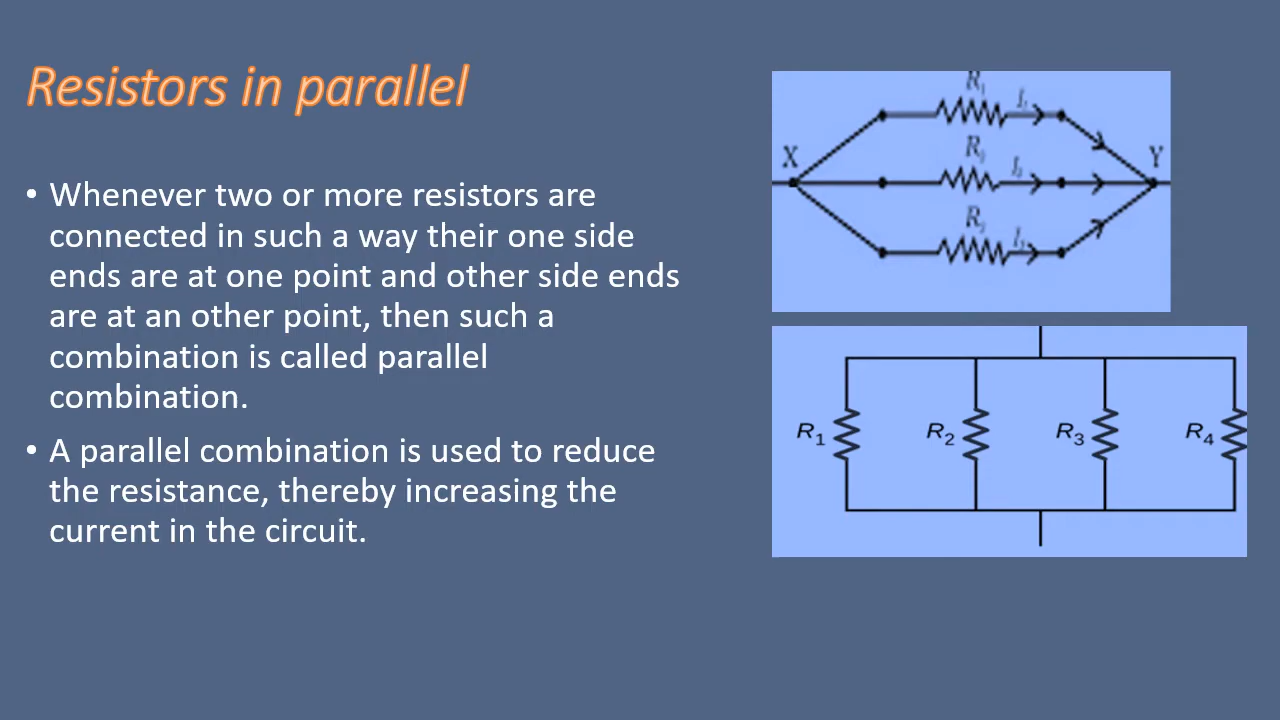 Resistors in parallel
• Whenever two or more resistors are
connected in such a way their one side
ends are at one point and other side ends
are at an other point, then such a
combination is called parallel
combination.
• A parallel combination is used to reduce
the resistance, thereby increasing the
current in the circuit.
R₁ I₁
X Y
R
I₂
R
I₃
R₁ R₂ R₃ R₄